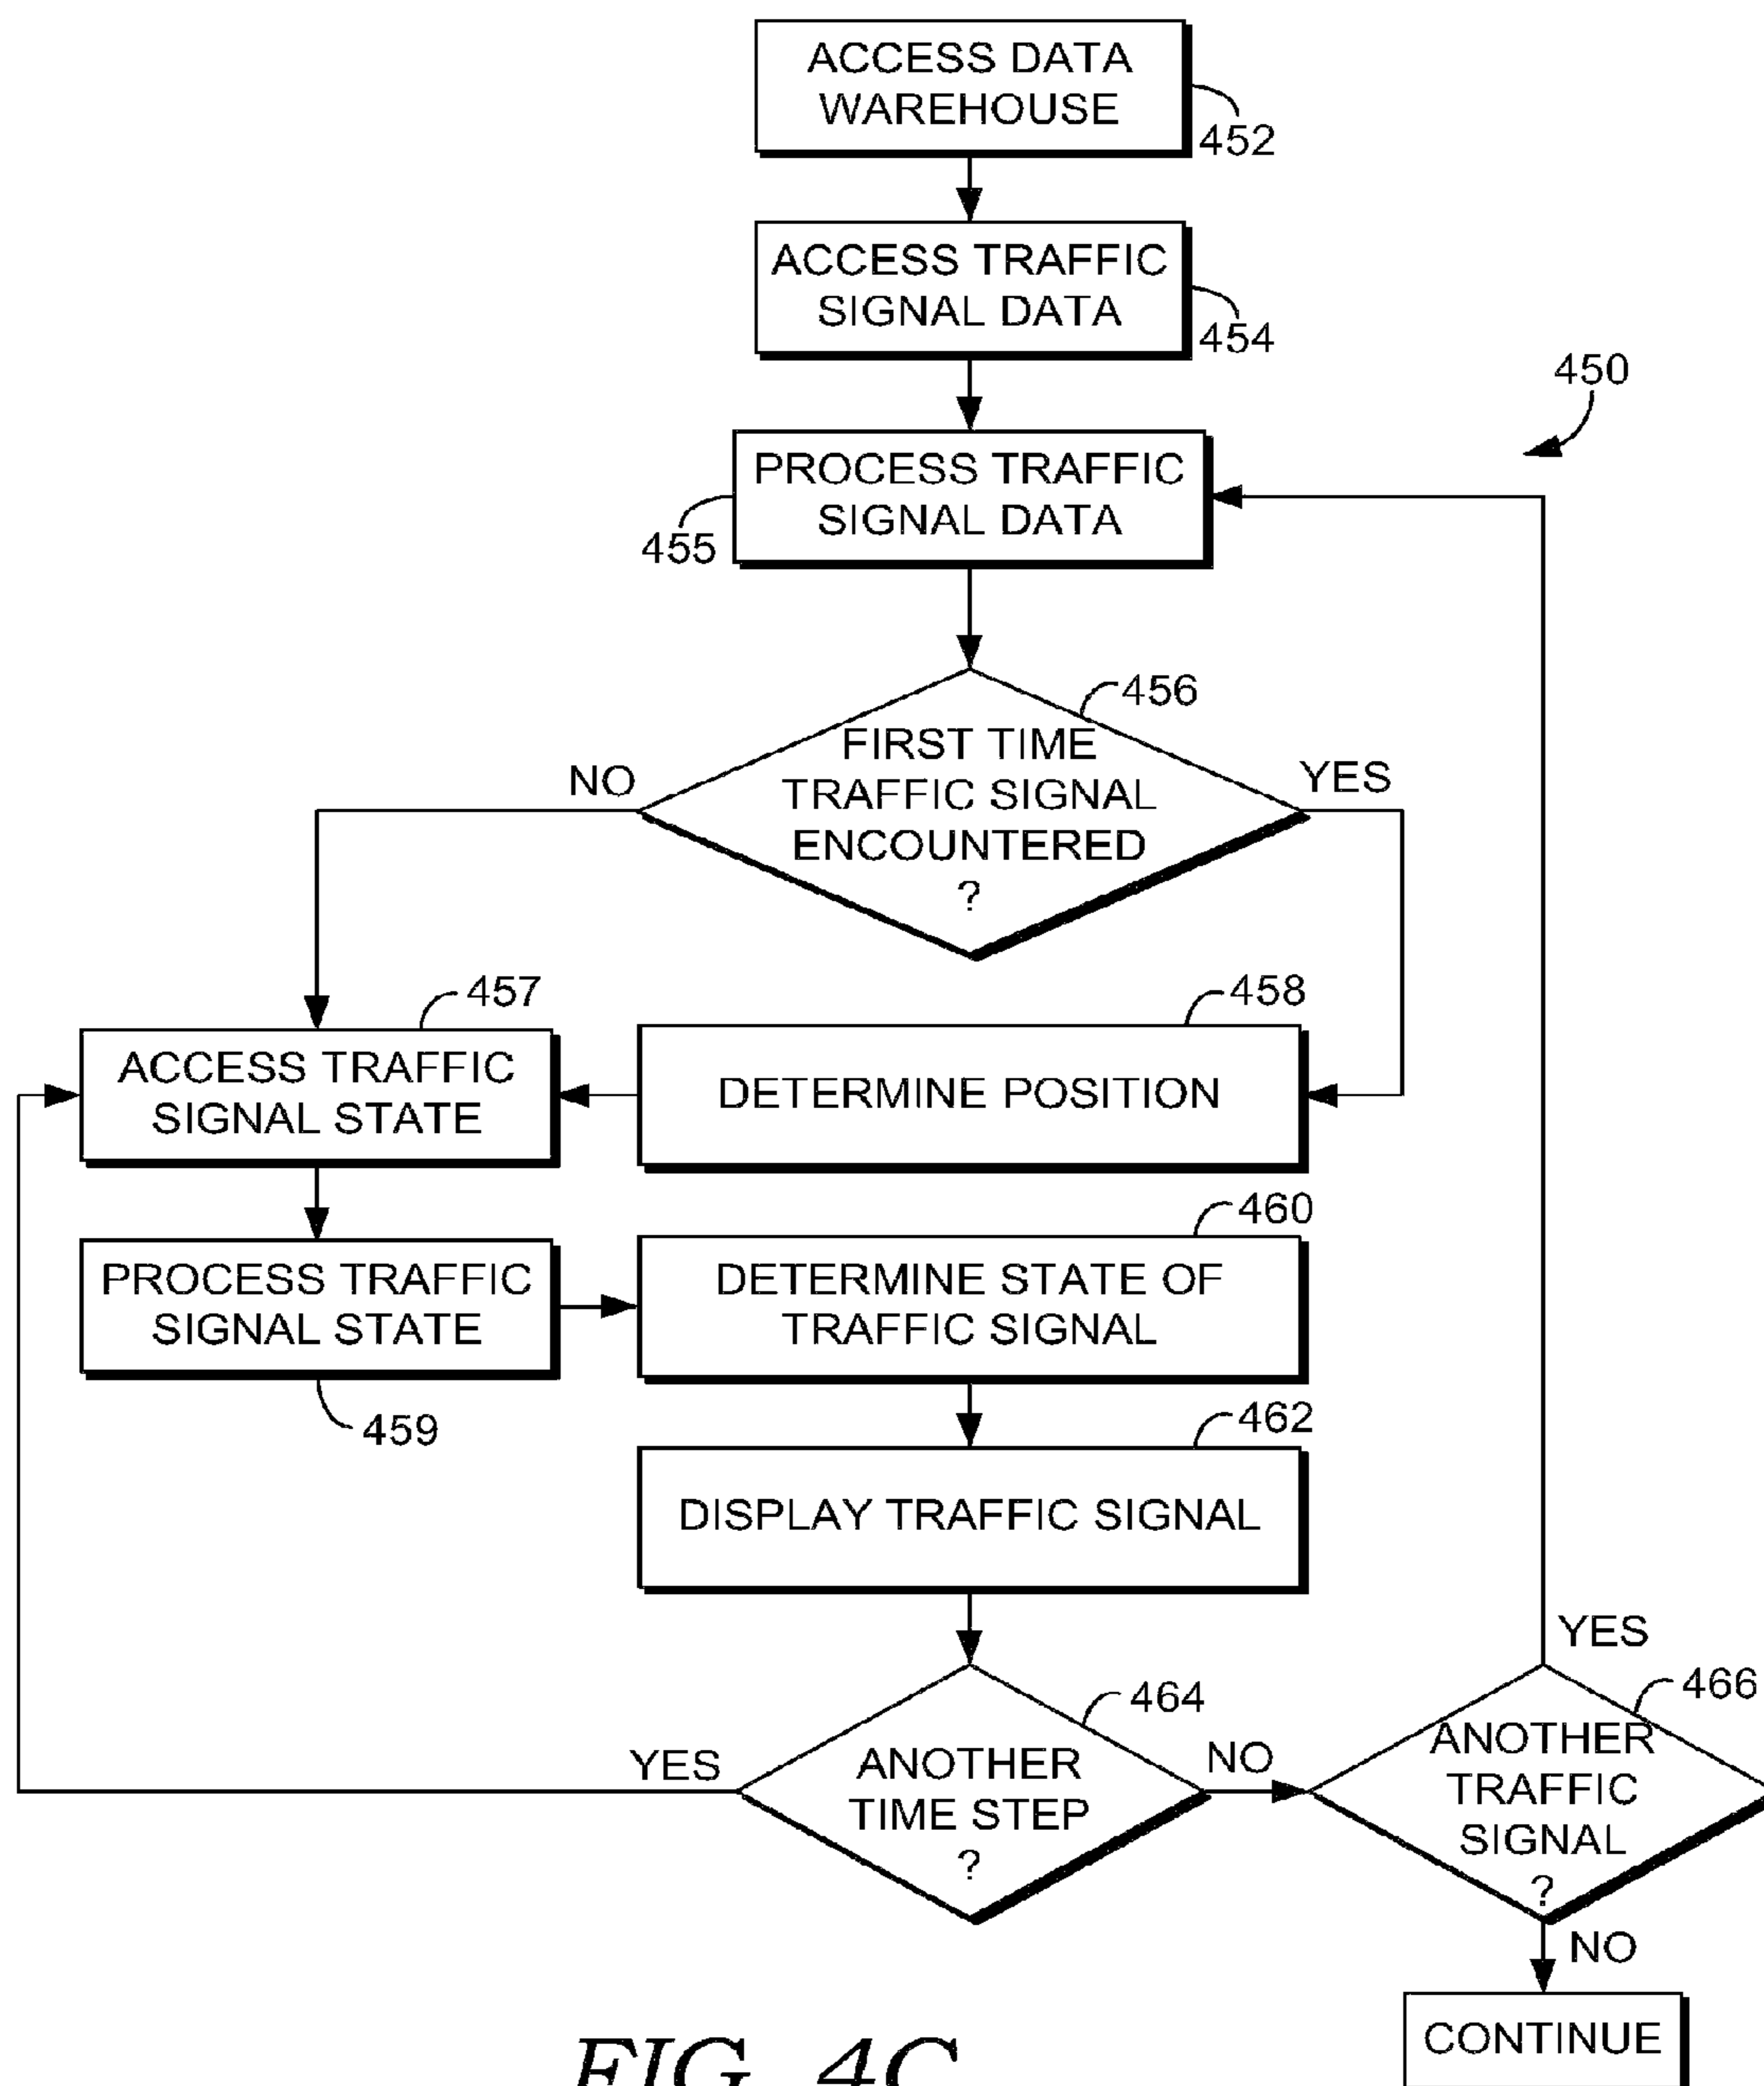 ACCESS DATA
WAREHOUSE
452
ACCESS TRAFFIC
SIGNAL DATA
454
450
PROCESS TRAFFIC
SIGNAL DATA
455
456
FIRST TIME
TRAFFIC SIGNAL
ENCOUNTERED
?
NO
YES
457
458
ACCESS TRAFFIC
SIGNAL STATE
DETERMINE POSITION
460
PROCESS TRAFFIC
SIGNAL STATE
DETERMINE STATE OF
TRAFFIC SIGNAL
459
462
DISPLAY TRAFFIC SIGNAL
YES
464
466
YES
ANOTHER
TIME STEP
?
NO
ANOTHER
TRAFFIC
SIGNAL
?
NO
CONTINUE
FIG. 4C